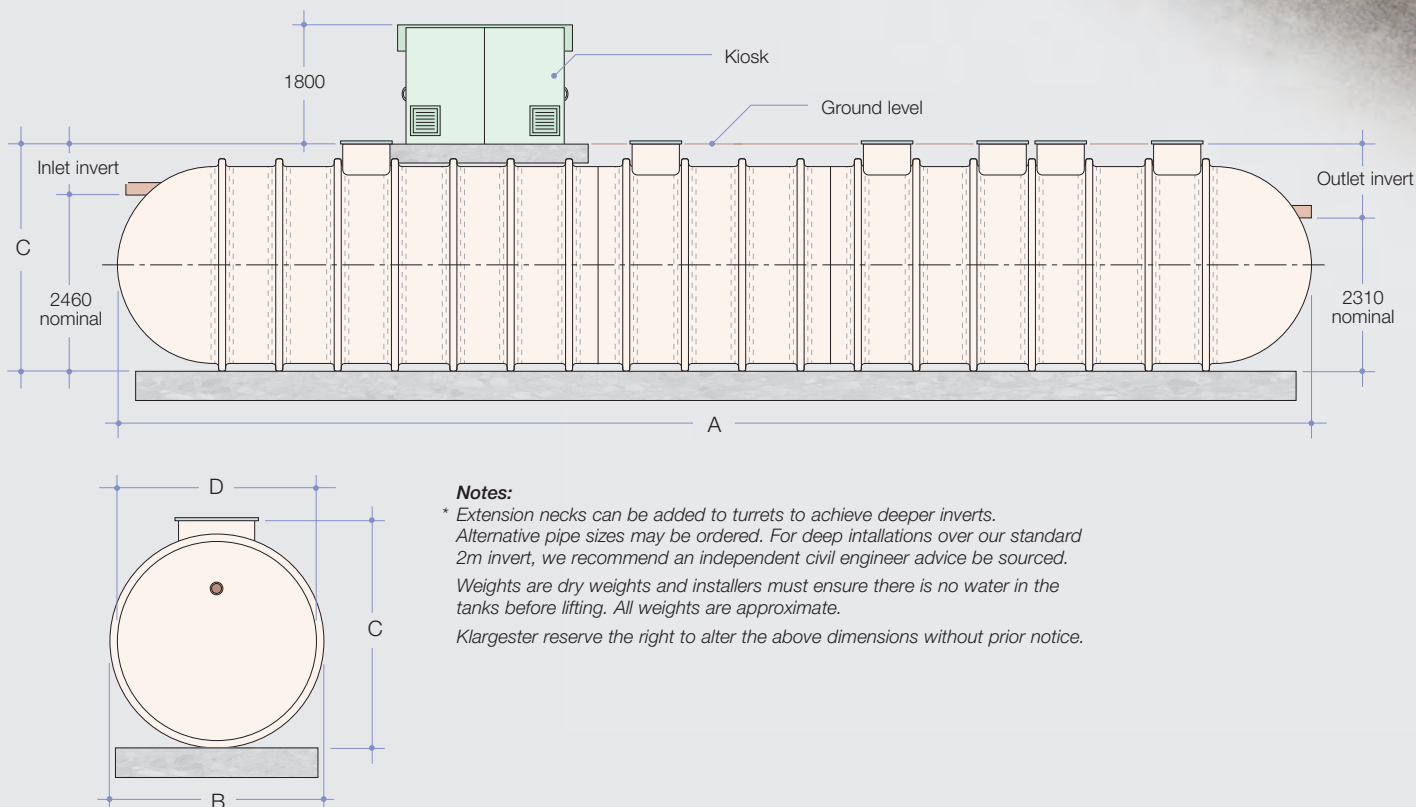 1800
Kiosk
Ground level
Inlet invert
Outlet invert
C
2460
nominal
2310
nominal
A
D
C
B
Notes:
* Extension necks can be added to turrets to achieve deeper inverts.
Alternative pipe sizes may be ordered. For deep intallations over our standard
2m invert, we recommend an independent civil engineer advice be sourced.
Weights are dry weights and installers must ensure there is no water in the
tanks before lifting. All weights are approximate.
Klargester reserve the right to alter the above dimensions without prior notice.